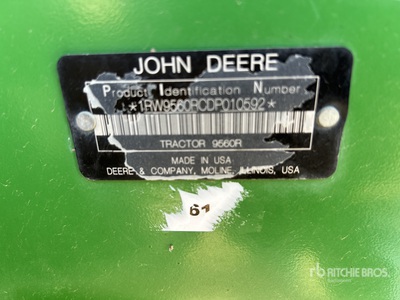 JOHN DEERE
Product Identification Number
*1RW9560RCDP010592*
TRACTOR 9560R
MADE IN USA
DEERE & COMPANY, MOLINE, ILLINOIS, USA
61
rb RITCHIE BROS.